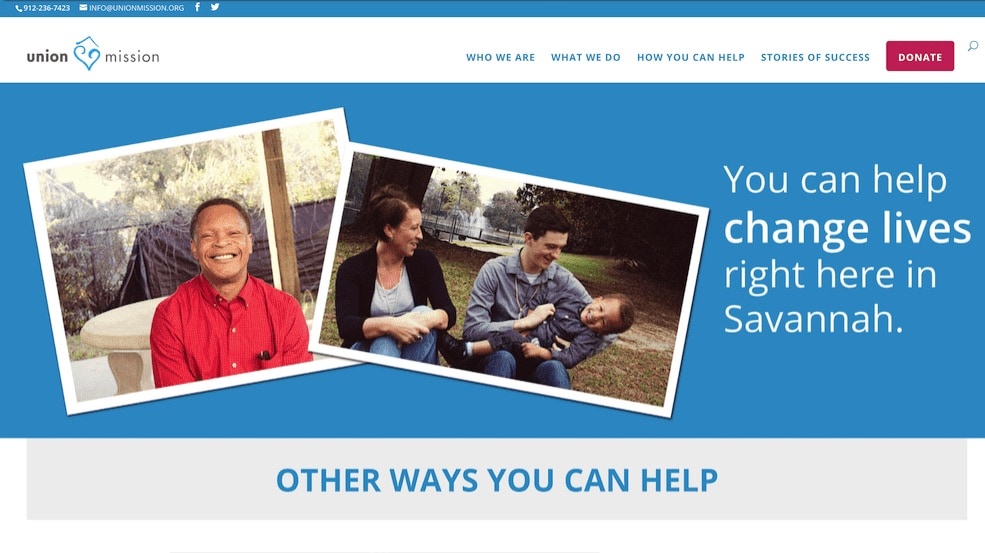 912-236-7423 INFO@UNIONMISSION.ORG
union mission
WHO WE ARE WHAT WE DO HOW YOU CAN HELP STORIES OF SUCCESS DONATE
You can help
change lives
right here in
Savannah.
OTHER WAYS YOU CAN HELP